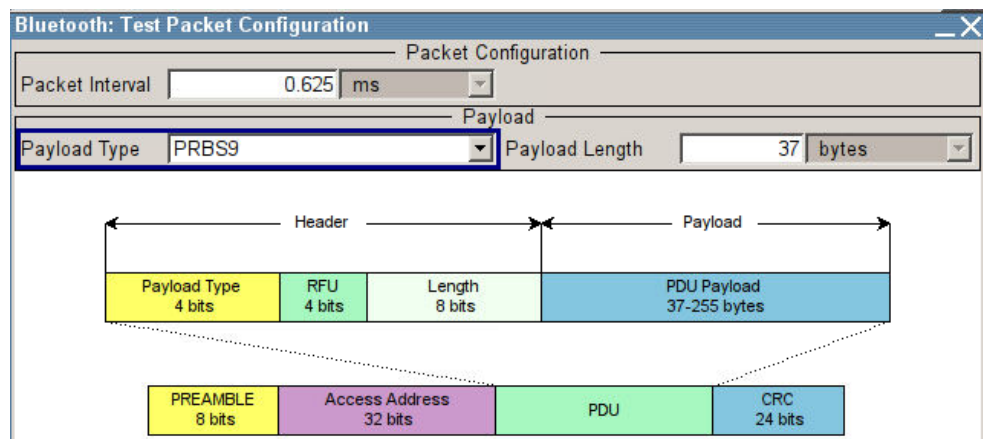 Bluetooth: Test Packet Configuration
Packet Configuration
Packet Interval 0.625 ms
Payload
Payload Type PRBS9 Payload Length 37 bytes
Header Payload
Payload Type RFU Length PDU Payload
4 bits 4 bits 8 bits 37-255 bytes
PREAMBLE Access Address PDU CRC
8 bits 32 bits 24 bits